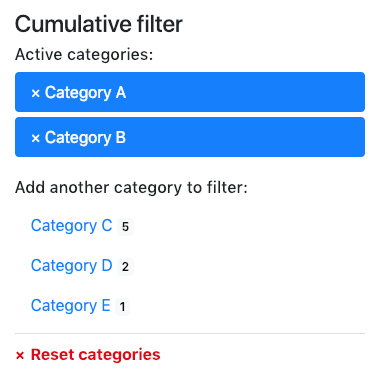 Cumulative filter
Active categories:
× Category A
× Category B
Add another category to filter:
Category C 5
Category D 2
Category E 1
× Reset categories